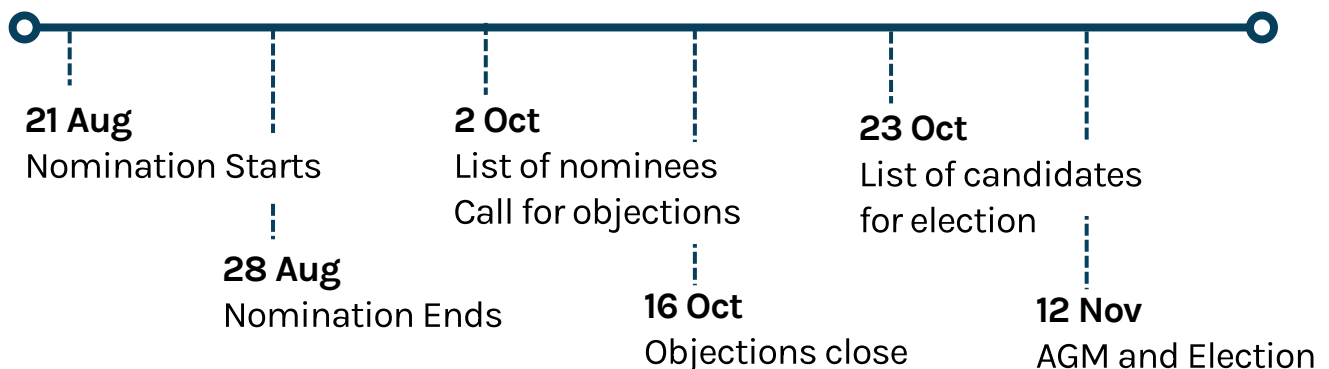 21 Aug
Nomination Starts
28 Aug
Nomination Ends
2 Oct
List of nominees
Call for objections
16 Oct
Objections close
23 Oct
List of candidates
for election
12 Nov
AGM and Election